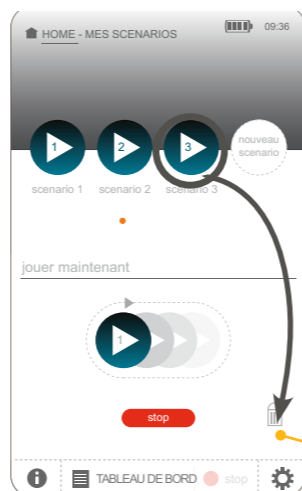 HOME - MES SCENARIOS 09:36
1 2 3 nouveau
scenario
scenario 1 scenario 2 scenario 3
jouer maintenant
1
stop
TABLEAU DE BORD stop